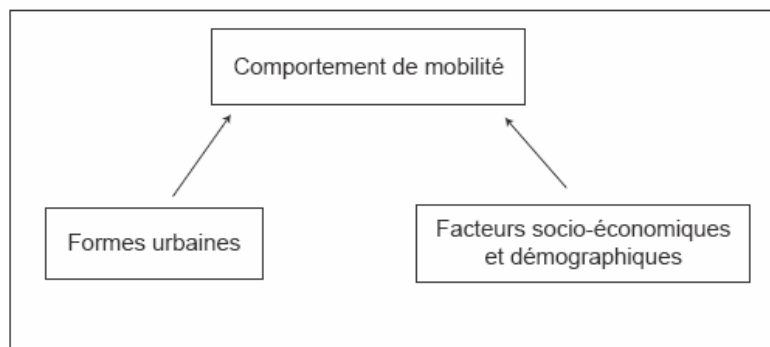 Comportement de mobilité
Formes urbaines
Facteurs socio-économiques
et démographiques